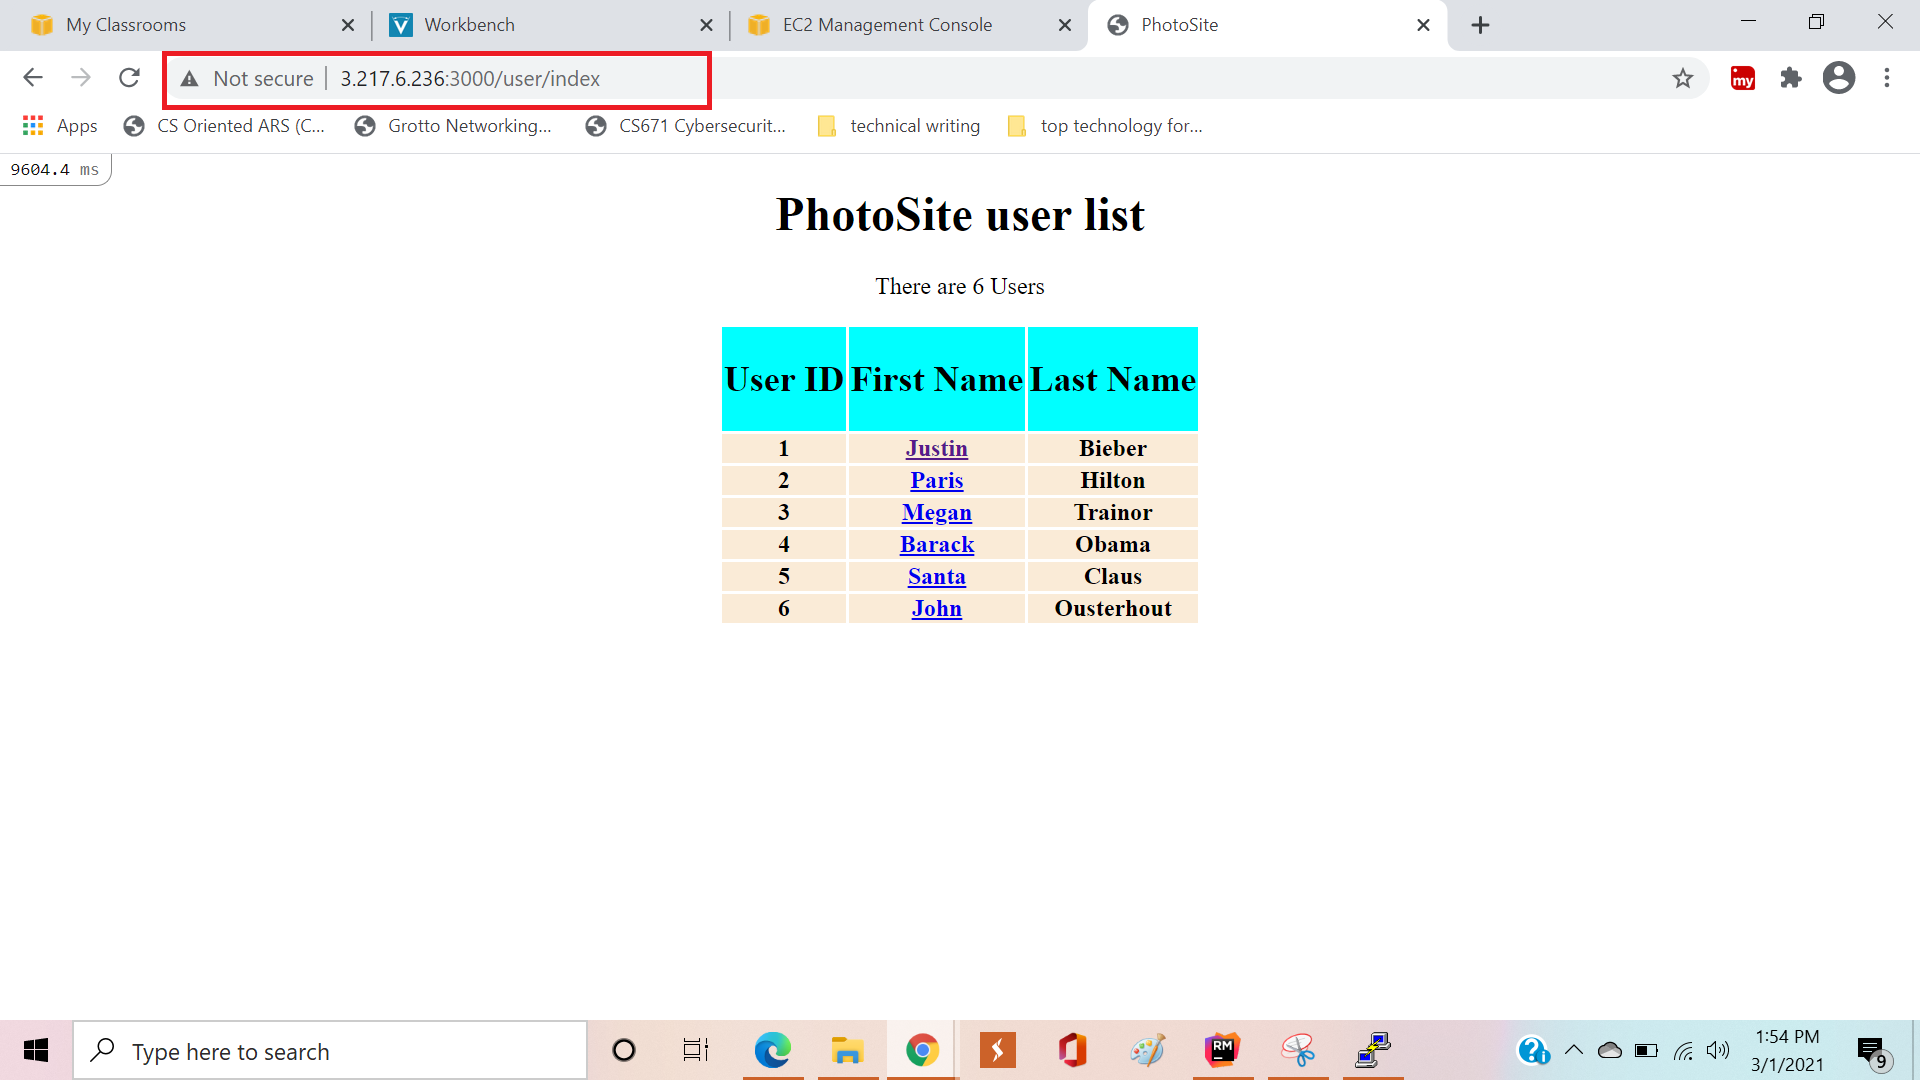 My Classrooms
Workbench
EC2 Management Console
PhotoSite
Not secure 3.217.6.236:3000/user/index
my
Apps
CS Oriented ARS (C...
Grotto Networking...
CS671 Cybersecurit...
technical writing
top technology for...
9604.4 ms
PhotoSite user list
There are 6 Users
User ID First Name Last Name
1 Justin Bieber
2 Paris Hilton
3 Megan Trainor
4 Barack Obama
5 Santa Claus
6 John Ousterhout
Type here to search
RM
1:54 PM
3/1/2021
9